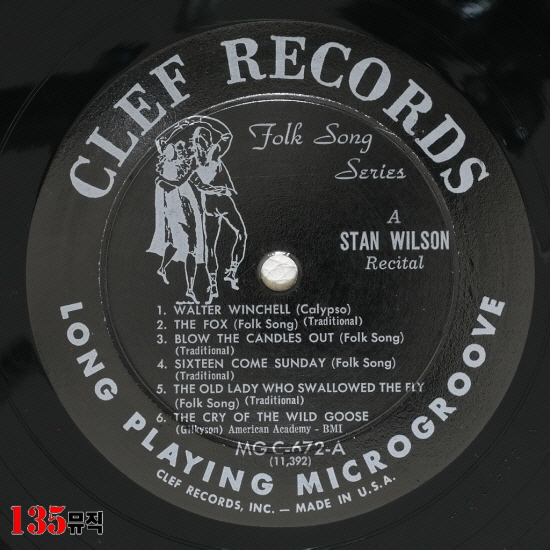 CLEF RECORDS
Folk Song
Series
A
STAN WILSON
Recital
1. WALTER WINCHELL (Calypso)
2. THE FOX (Folk Song) (Traditional)
3. BLOW THE CANDLES OUT (Folk Song)
(Traditional)
4. SIXTEEN COME SUNDAY (Folk Song)
(Traditional)
5. THE OLD LADY WHO SWALLOWED THE FLY
(Folk Song) (Traditional)
6. THE CRY OF THE WILD GOOSE
(Gilkyson) American Academy - BMI
MG C-672-A
(11,392)
LONG PLAYING MICROGROOVE
CLEF RECORDS, INC. — MADE IN U.S.A.
135뮤직